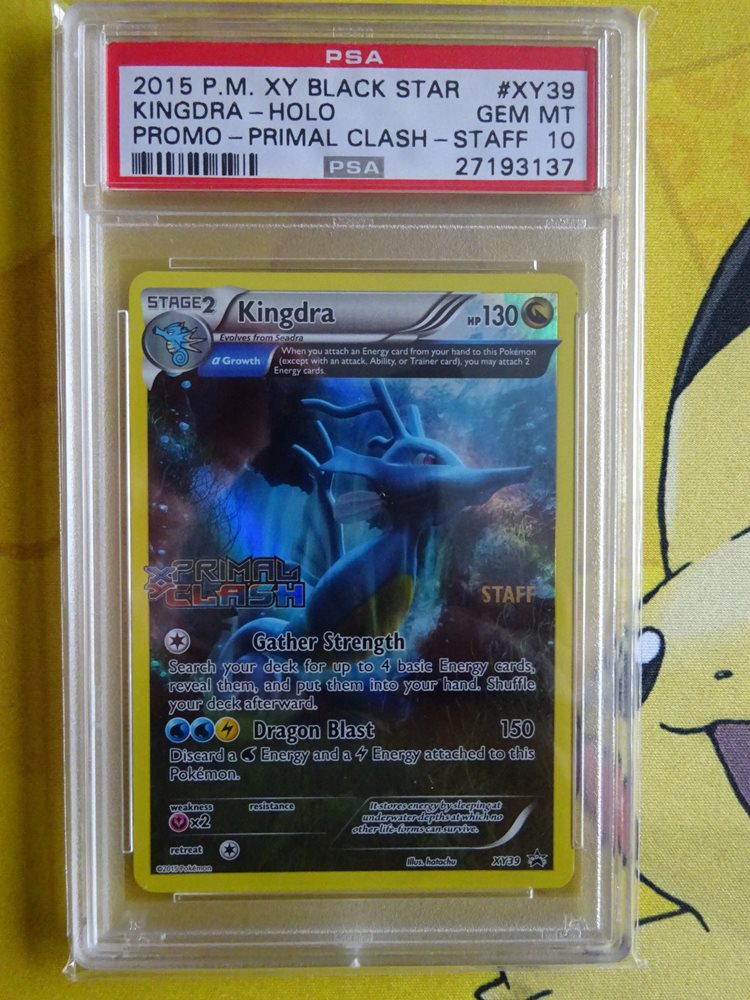 PSA
2015 P.M. XY BLACK STAR #XY39
KINGDRA - HOLO GEM MT
PROMO - PRIMAL CLASH - STAFF 10
PSA 27193137
STAGE2 Kingdra HP130
Evolves from Seadra
α Growth
When you attach an Energy card from your hand to this Pokémon
(except with an attack, Ability, or Trainer card), you may attach 2
Energy cards.
XY PRIMAL
CLASH
STAFF
Gather Strength
Search your deck for up to 4 basic Energy cards,
reveal them, and put them into your hand. Shuffle
your deck afterward.
Dragon Blast 150
Discard a Energy and a Energy attached to this
Pokémon.
weakness resistance
x2
It stores energy by sleeping at
underwater depths at which no
other life-forms can survive.
retreat
©2015 Pokémon Illus. hatachu XY39